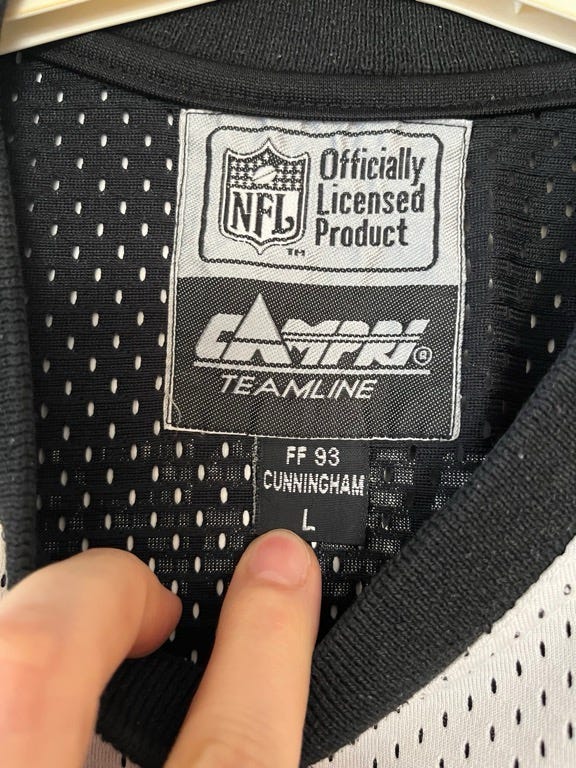 NFL
TM
Officially
Licensed
Product
CAMPRI®
TEAMLINE
FF 93
CUNNINGHAM
L